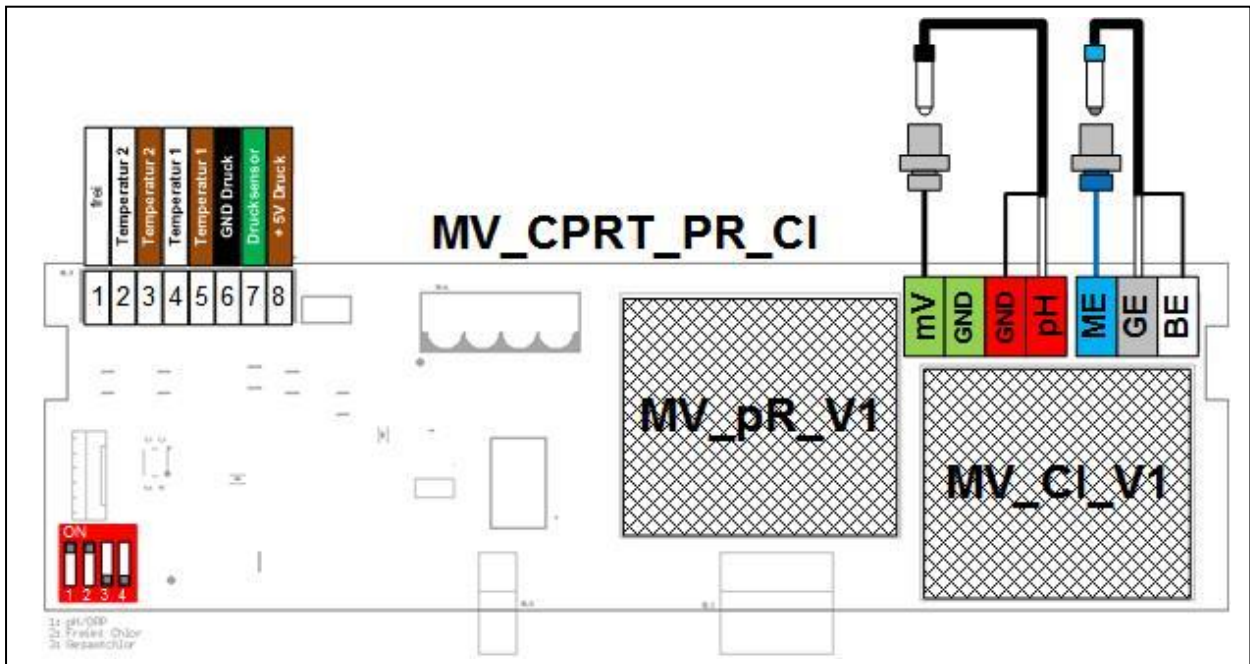 frei
Temperatur 2
Temperatur 2
Temperatur 1
Temperatur 1
GND Druck
Drucksensor
+ 5V Druck
MV_CPRT_PR_Cl
1 2 3 4 5 6 7 8
mV GND GND pH ME GE BE
MV_pR_V1
MV_Cl_V1
ON
1 2 3 4
1: pH/ORP
2: Freies Chlor
3: Gesamtchlor